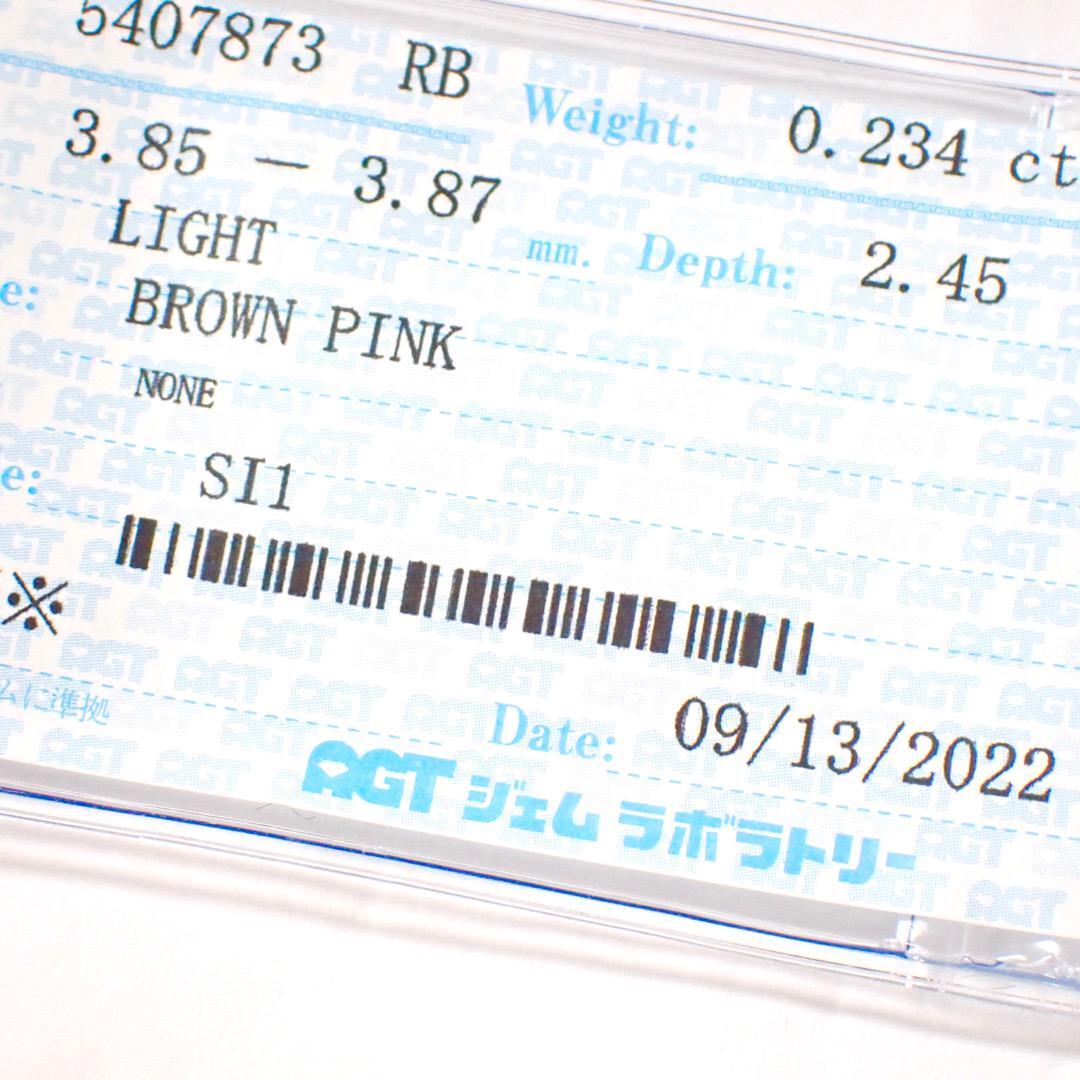 5407873 RB Weight: 0.234 ct
3.85 — 3.87 mm. Depth: 2.45
LIGHT
e: BROWN PINK
NONE
e: SI1
※
ムに準拠
Date: 09/13/2022
AGT ジェム ラボラトリー